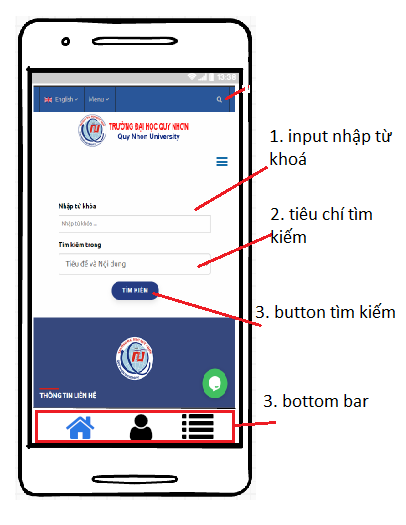 13:38
English Menu
TRƯỜNG ĐẠI HỌC QUY NHƠN
Quy Nhon University
1. input nhập từ
khoá
Nhập từ khóa
Nhập từ khóa...
2. tiêu chí tìm
kiếm
Tìm kiếm trong
Tiêu đề và Nội dung
TÌM KIẾM
3. button tìm kiếm
THÔNG TIN LIÊN HỆ
3. bottom bar